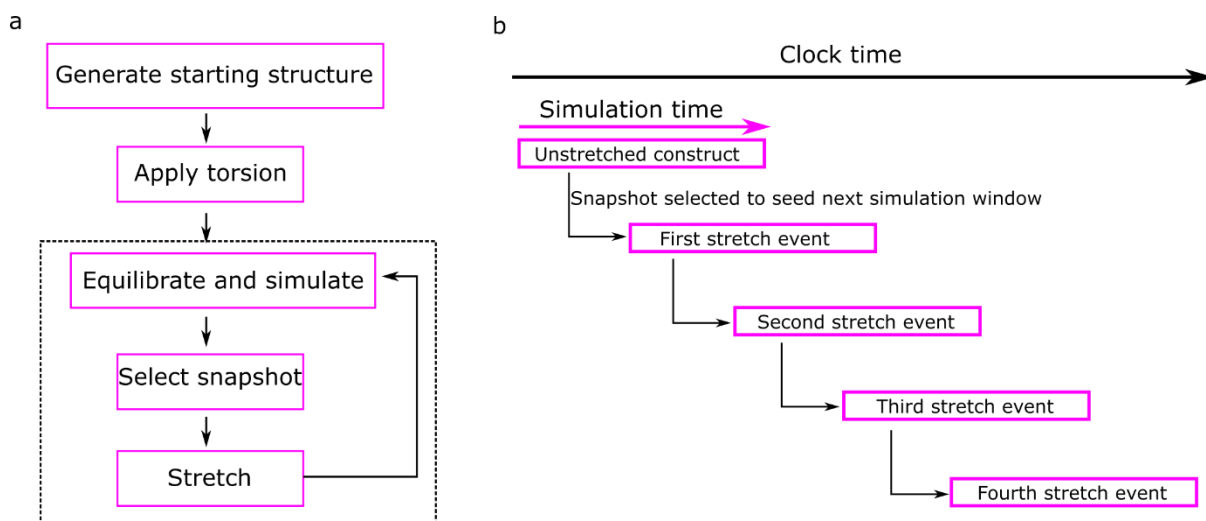 a
Generate starting structure
Apply torsion
Equilibrate and simulate
Select snapshot
Stretch
b
Clock time
Simulation time
Unstretched construct
Snapshot selected to seed next simulation window
First stretch event
Second stretch event
Third stretch event
Fourth stretch event